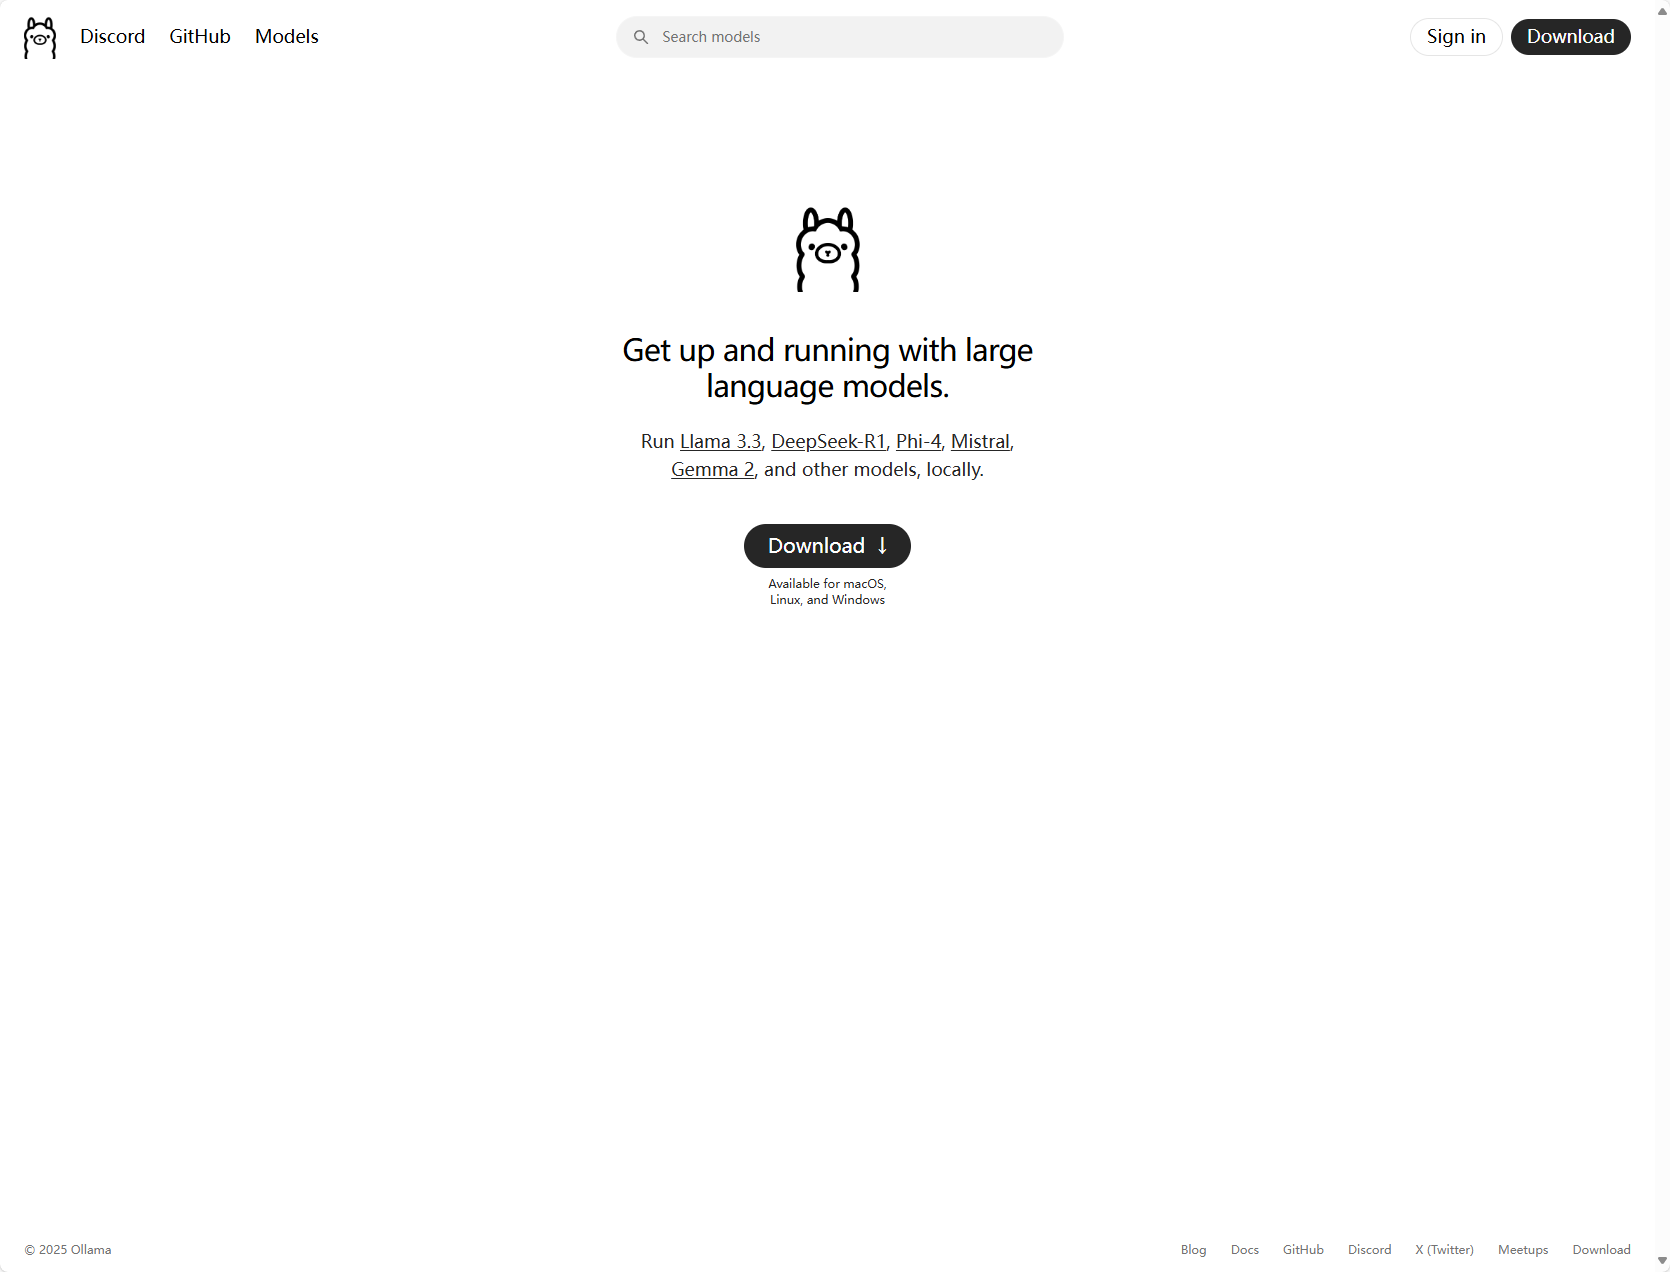 Discord GitHub Models Search models Sign in Download
Get up and running with large
language models.
Run Llama 3.3, DeepSeek-R1, Phi-4, Mistral,
Gemma 2, and other models, locally.
Download ↓
Available for macOS,
Linux, and Windows
© 2025 Ollama Blog Docs GitHub Discord X (Twitter) Meetups Download